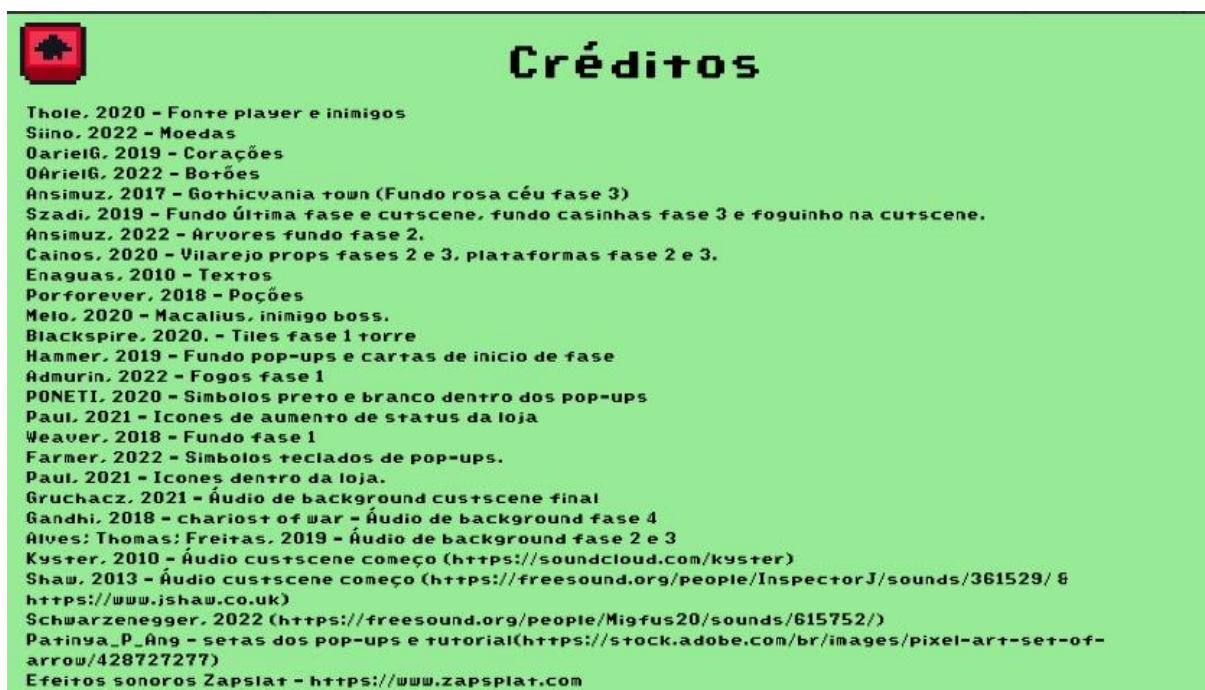 Créditos
Thole, 2020 - Fonte player e inimigos
Siino, 2022 - Moedas
OarielG, 2019 - Corações
OArielG, 2022 - Botões
Ansimuz, 2017 - Gothicvania town (Fundo rosa céu fase 3)
Szadi, 2019 - Fundo última fase e cutscene, fundo casinhas fase 3 e foguinho na cutscene.
Ansimuz, 2022 - Arvores fundo fase 2.
Cainos, 2020 - Vilarejo props fases 2 e 3, plataformas fase 2 e 3.
Enaguas, 2010 - Textos
Porforever, 2018 - Poções
Melo, 2020 - Macalius, inimigo boss.
Blackspire, 2020. - Tiles fase 1 torre
Hammer, 2019 - Fundo pop-ups e cartas de inicio de fase
Admurin, 2022 - Fogos fase 1
PONETI, 2020 - Simbolos preto e branco dentro dos pop-ups
Paul, 2021 - Icones de aumento de status da loja
Weaver, 2018 - Fundo fase 1
Farmer, 2022 - Simbolos teclados de pop-ups.
Paul, 2021 - Icones dentro da loja.
Gruchacz, 2021 - Áudio de background custscene final
Gandhi, 2018 - chariost of war - Áudio de background fase 4
Alves; Thomas; Freitas, 2019 - Áudio de background fase 2 e 3
Kyster, 2010 - Áudio custscene começo (https://soundcloud.com/kyster)
Shaw, 2013 - Áudio custscene começo (https://freesound.org/people/InspectorJ/sounds/361529/ &
https://www.jshaw.co.uk)
Schwarzenegger, 2022 (https://freesound.org/people/Migfus20/sounds/615752/)
Patinya_P_Ang - setas dos pop-ups e tutorial(https://stock.adobe.com/br/images/pixel-art-set-of-
arrow/428727277)
Efeitos sonoros Zapslat - https://www.zapsplat.com